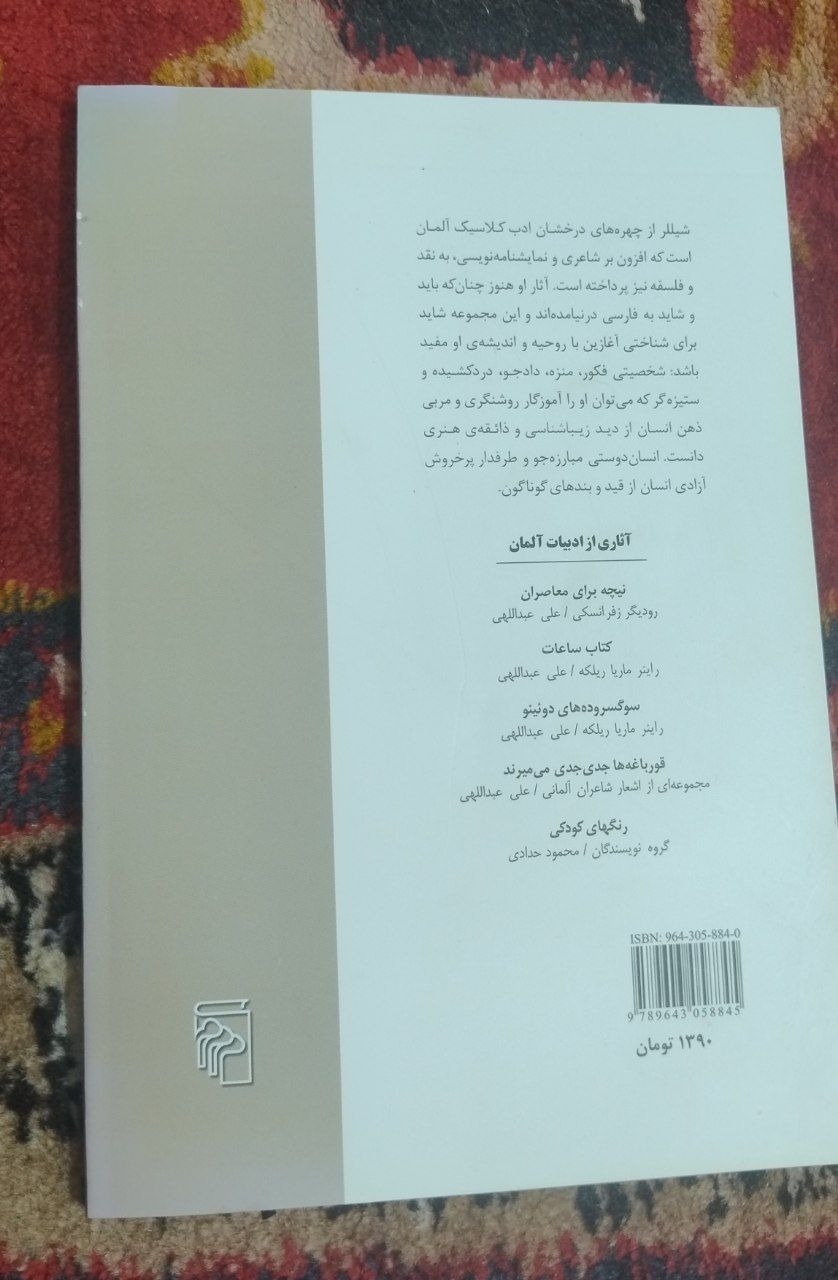 شیللر از چهره‌های درخشان ادب کلاسیک آلمان
است که افزون بر شاعری و نمایشنامه‌نویسی، به نقد
و فلسفه نیز پرداخته است. آثار او هنوز چنان‌که باید
و شاید به فارسی درنیامده‌اند و این مجموعه شاید
برای شناختی آغازین با روحیه و اندیشه‌ی او مفید
باشد: شخصیتی فکور، منزه، دادجو، دردکشیده و
ستیزه‌گر که می‌توان او را آموزگار روشنگری و مربی
ذهن انسان از دید زیباشناسی و ذائقه‌ی هنری
دانست. انسان‌دوستی مبارزه‌جو و طرفدار پرخروش
آزادی انسان از قید و بندهای گوناگون.
آثاری از ادبیات آلمان
نیچه برای معاصران
رودیگر زفرانسکی / علی عبداللهی
کتاب ساعات
راینر ماریا ریلکه / علی عبداللهی
سوگسروده‌های دوئینو
راینر ماریا ریلکه / علی عبداللهی
قورباغه‌ها جدی‌جدی می‌میرند
مجموعه‌ای از اشعار شاعران آلمانی / علی عبداللهی
رنگهای کودکی
گروه نویسندگان / محمود حدادی
ISBN: 964-305-884-0
9 789643 058845
۱۳۹۰ تومان